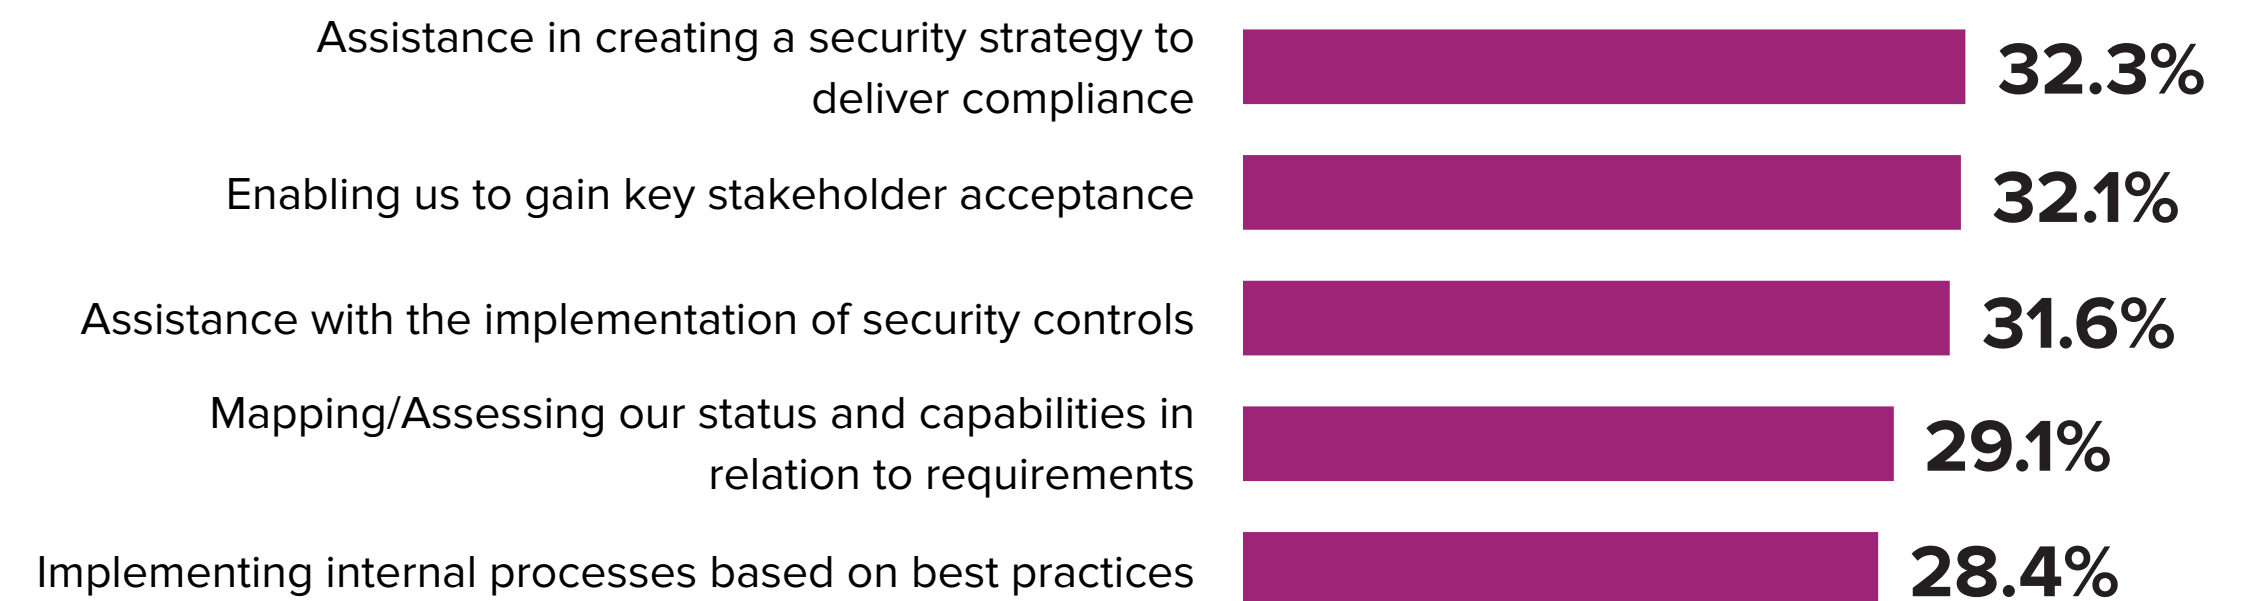 Assistance in creating a security strategy to
deliver compliance
32.3%
Enabling us to gain key stakeholder acceptance
32.1%
Assistance with the implementation of security controls
31.6%
Mapping/Assessing our status and capabilities in
relation to requirements
29.1%
Implementing internal processes based on best practices
28.4%